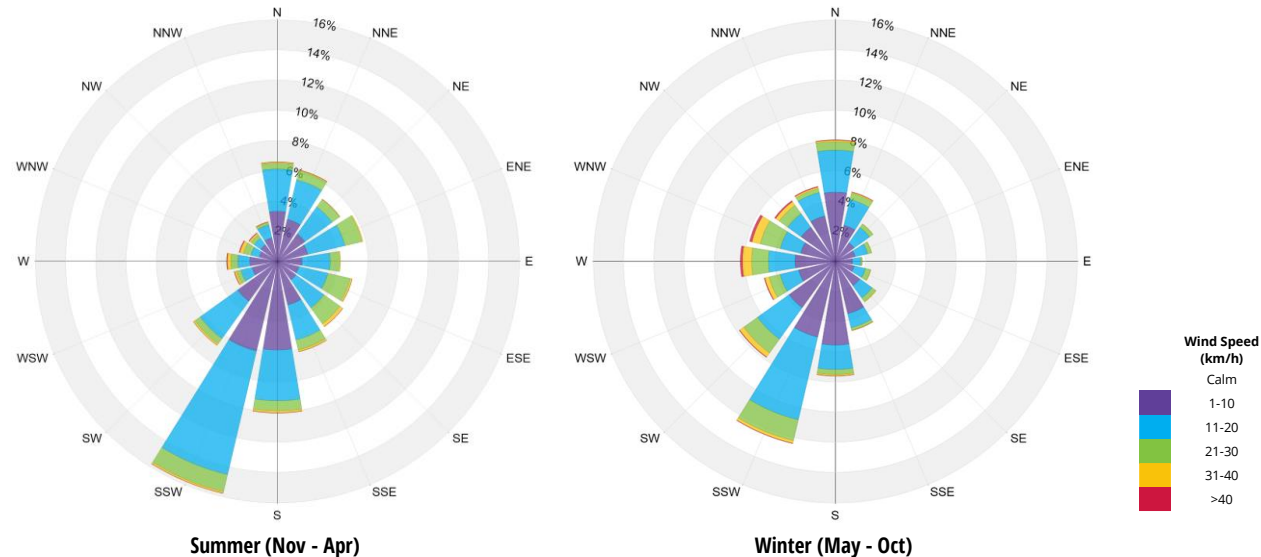 N
NNE
NE
ENE
E
ESE
SE
SSE
S
SSW
SW
WSW
W
WNW
NW
NNW
16%
14%
12%
10%
8%
6%
4%
2%
Summer (Nov - Apr)
N
NNE
NE
ENE
E
ESE
SE
SSE
S
SSW
SW
WSW
W
WNW
NW
NNW
16%
14%
12%
10%
8%
6%
4%
2%
Winter (May - Oct)
Wind Speed
(km/h)
Calm
1-10
11-20
21-30
31-40
>40